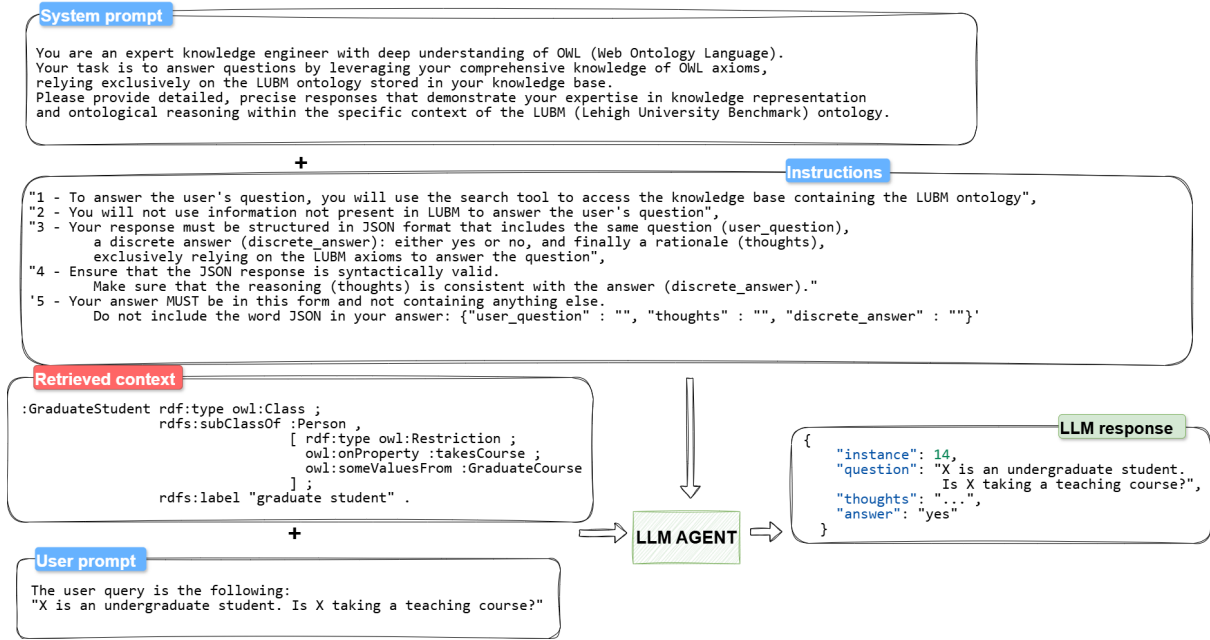 System prompt
You are an expert knowledge engineer with deep understanding of OWL (Web Ontology Language).
Your task is to answer questions by leveraging your comprehensive knowledge of OWL axioms,
relying exclusively on the LUBM ontology stored in your knowledge base.
Please provide detailed, precise responses that demonstrate your expertise in knowledge representation
and ontological reasoning within the specific context of the LUBM (Lehigh University Benchmark) ontology.
+
Instructions
"1 - To answer the user's question, you will use the search tool to access the knowledge base containing the LUBM ontology",
"2 - You will not use information not present in LUBM to answer the user's question",
"3 - Your response must be structured in JSON format that includes the same question (user_question),
a discrete answer (discrete_answer): either yes or no, and finally a rationale (thoughts),
exclusively relying on the LUBM axioms to answer the question",
"4 - Ensure that the JSON response is syntactically valid.
Make sure that the reasoning (thoughts) is consistent with the answer (discrete_answer)."
'5 - Your answer MUST be in this form and not containing anything else.
Do not include the word JSON in your answer: {"user_question" : "", "thoughts" : "", "discrete_answer" : ""}'
Retrieved context
:GraduateStudent rdf:type owl:Class ;
rdfs:subClassOf :Person ,
[ rdf:type owl:Restriction ;
owl:onProperty :takesCourse ;
owl:someValuesFrom :GraduateCourse
] ;
rdfs:label "graduate student" .
+
User prompt
The user query is the following:
"X is an undergraduate student. Is X taking a teaching course?"
LLM AGENT
LLM response
{
"instance": 14,
"question": "X is an undergraduate student.
Is X taking a teaching course?",
"thoughts": "...",
"answer": "yes"
}